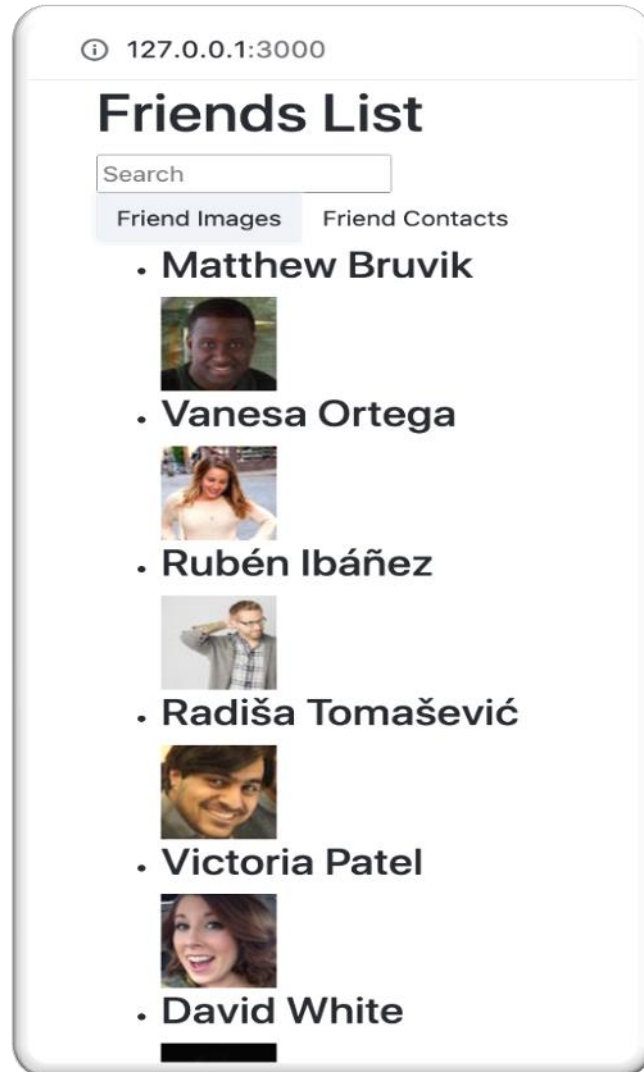 127.0.0.1:3000
Friends List
Search
Friend Images Friend Contacts
Matthew Bruvik
Vanesa Ortega
Rubén Ibáñez
Radiša Tomašević
Victoria Patel
David White